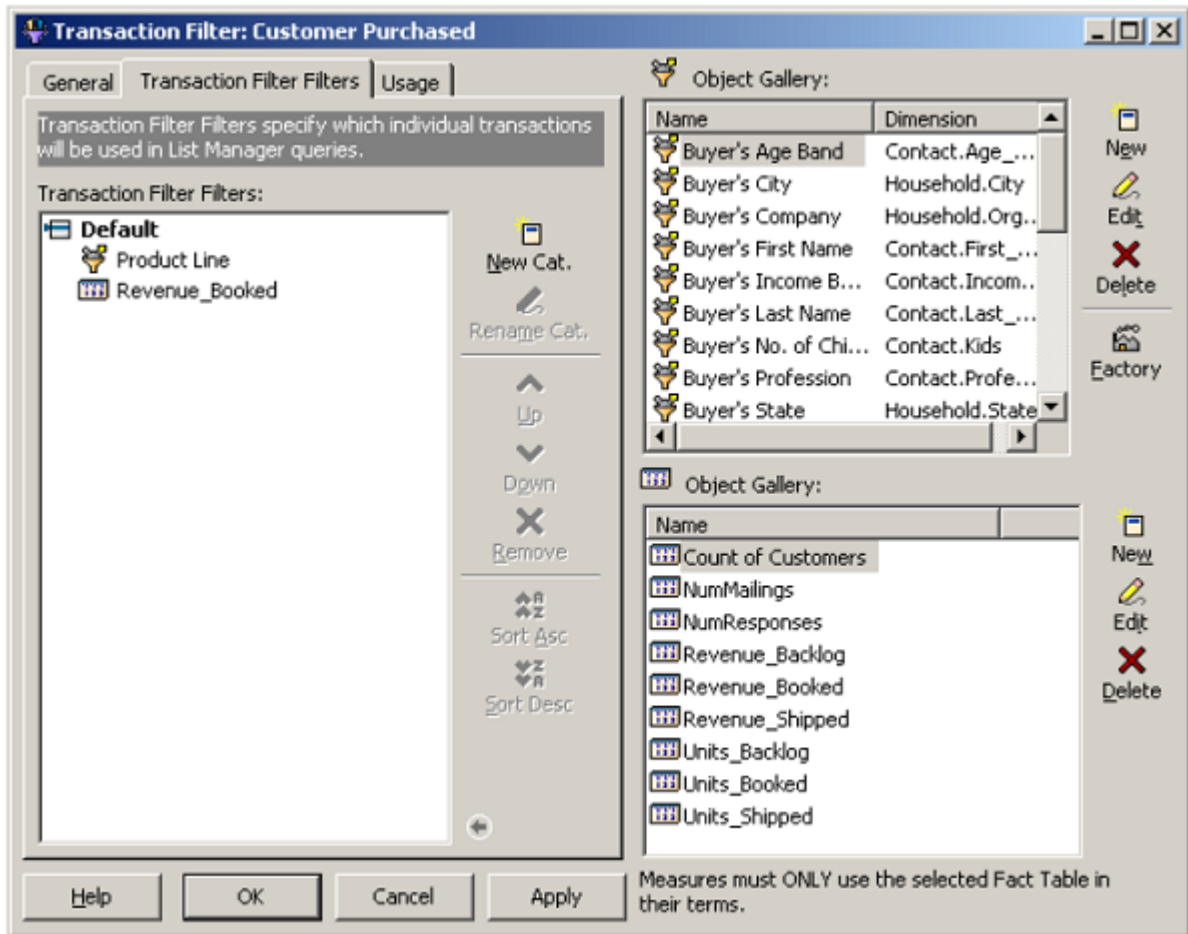 Transaction Filter: Customer Purchased
General
Transaction Filter Filters
Usage
Transaction Filter Filters specify which individual transactions
will be used in List Manager queries.
Transaction Filter Filters:
Default
Product Line
Revenue_Booked
New Cat.
Rename Cat.
Up
Down
Remove
Sort Asc
Sort Desc
Object Gallery:
Name Dimension
Buyer's Age Band Contact.Age_...
Buyer's City Household.City
Buyer's Company Household.Org..
Buyer's First Name Contact.First_...
Buyer's Income B... Contact.Incom..
Buyer's Last Name Contact.Last_...
Buyer's No. of Chi... Contact.Kids
Buyer's Profession Contact.Profe...
Buyer's State Household.State
New
Edit
Delete
Factory
Object Gallery:
Name
Count of Customers
NumMailings
NumResponses
Revenue_Backlog
Revenue_Booked
Revenue_Shipped
Units_Backlog
Units_Booked
Units_Shipped
New
Edit
Delete
Measures must ONLY use the selected Fact Table in
their terms.
Help
OK
Cancel
Apply